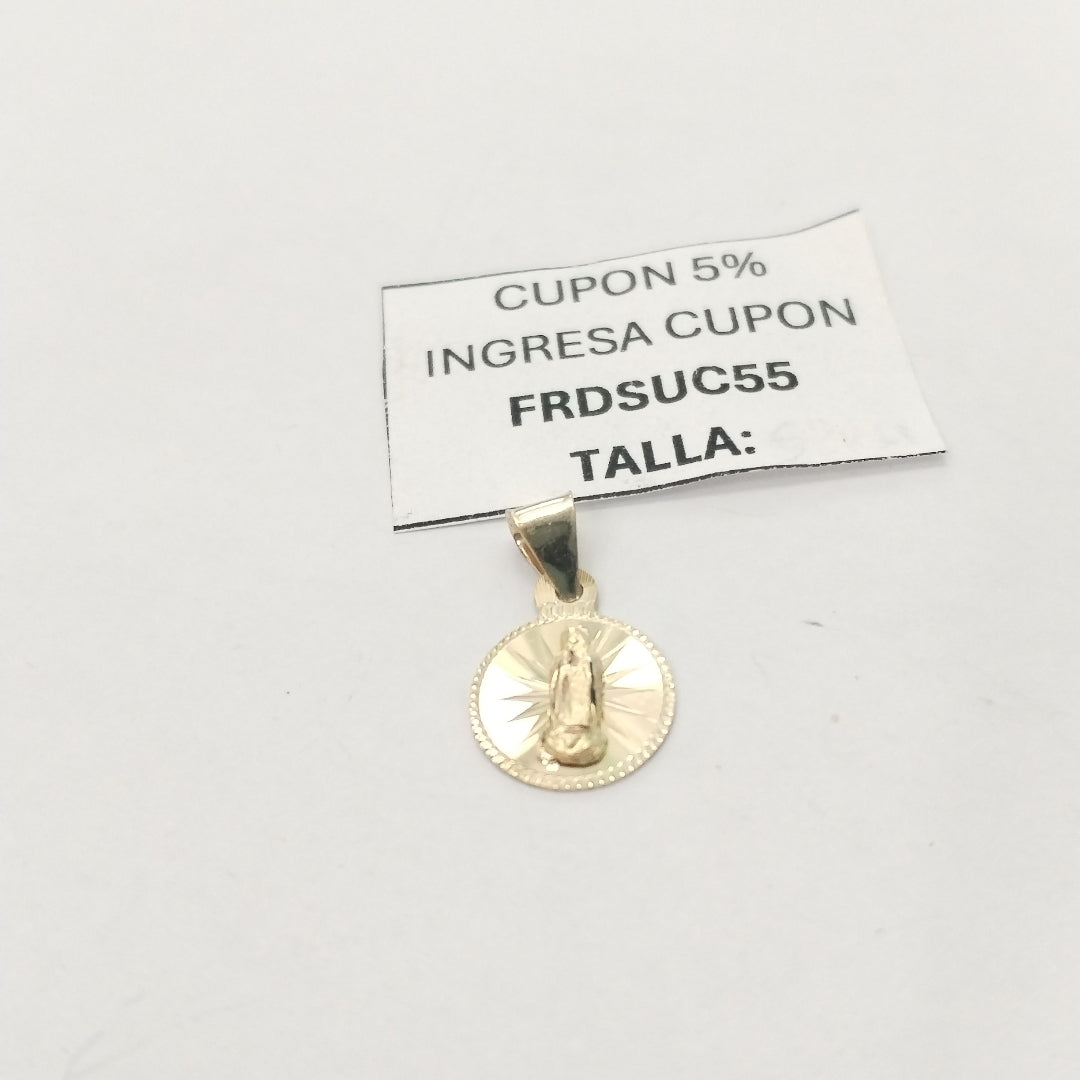 CUPON 5%
INGRESA CUPON
FRDSUC55
TALLA: